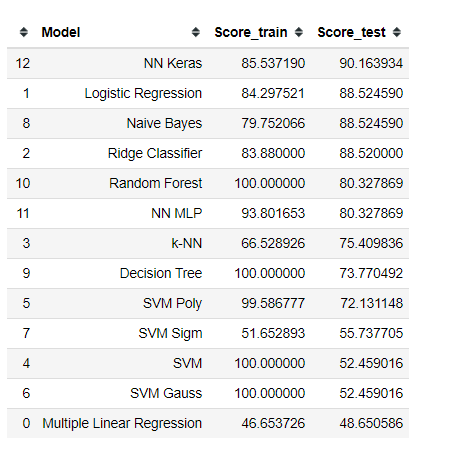 Model Score_train Score_test
12 NN Keras 85.537190 90.163934
1 Logistic Regression 84.297521 88.524590
8 Naive Bayes 79.752066 88.524590
2 Ridge Classifier 83.880000 88.520000
10 Random Forest 100.000000 80.327869
11 NN MLP 93.801653 80.327869
3 k-NN 66.528926 75.409836
9 Decision Tree 100.000000 73.770492
5 SVM Poly 99.586777 72.131148
7 SVM Sigm 51.652893 55.737705
4 SVM 100.000000 52.459016
6 SVM Gauss 100.000000 52.459016
0 Multiple Linear Regression 46.653726 48.650586